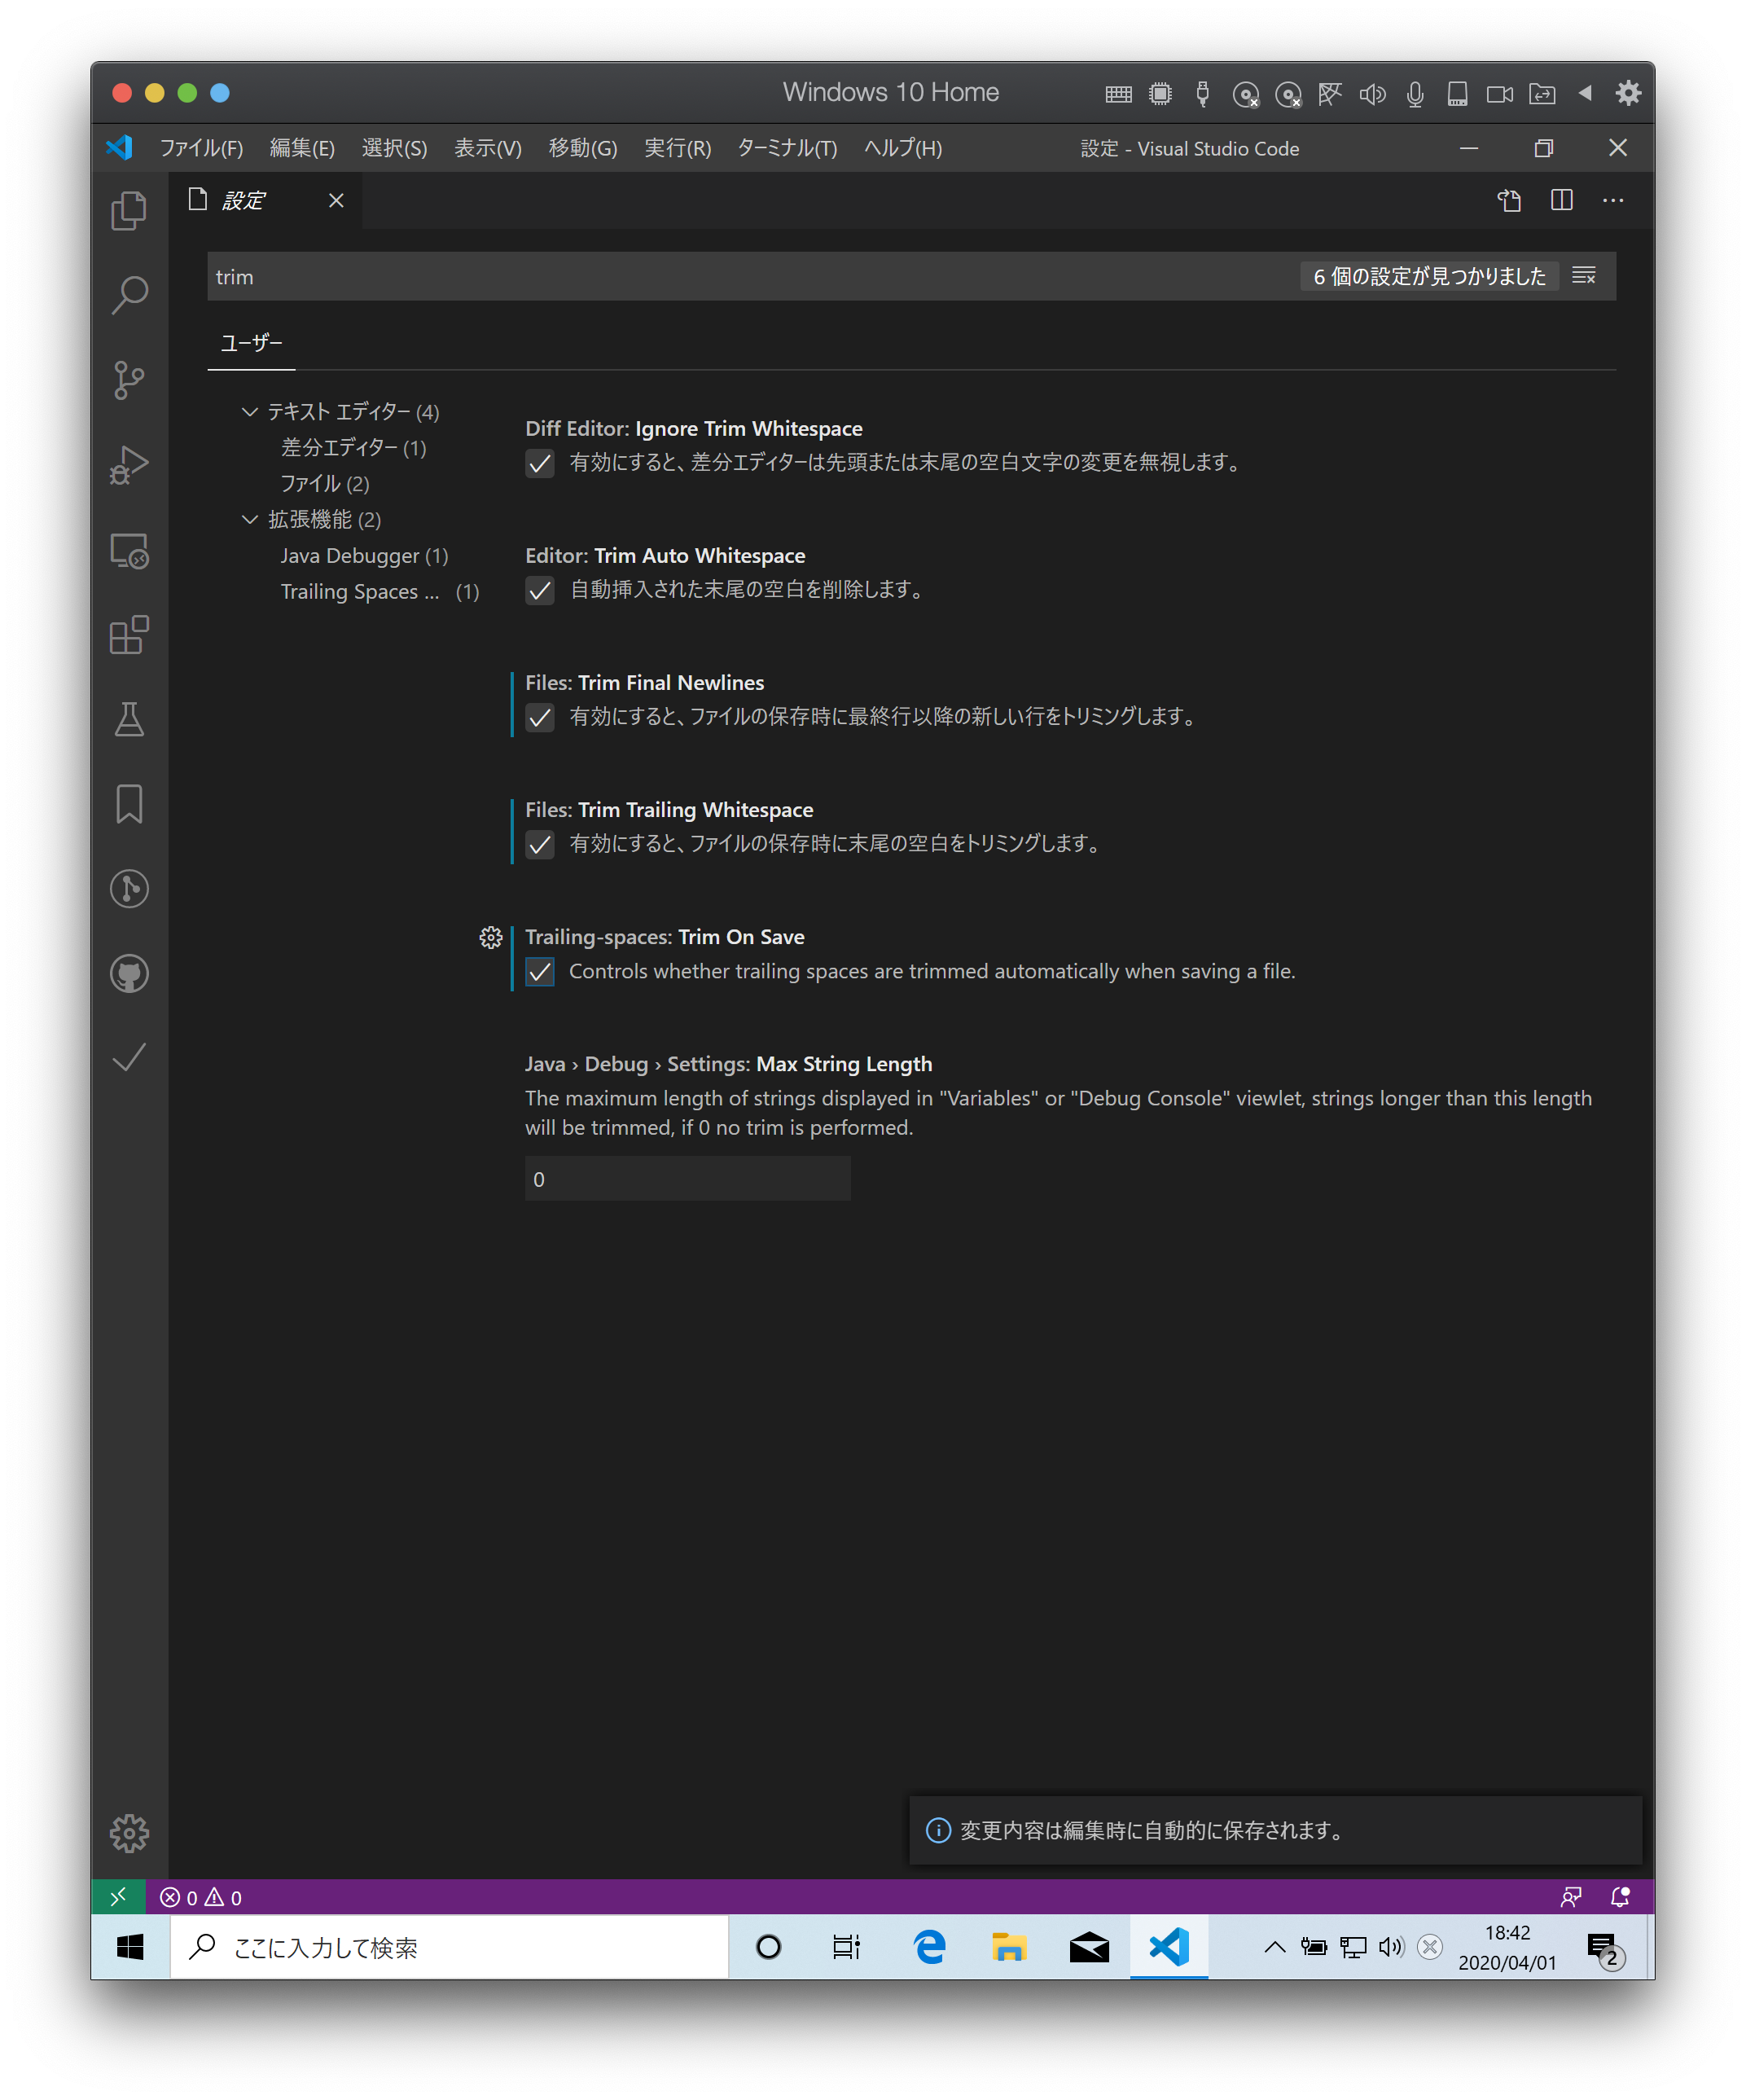 Windows 10 Home
ファイル(F) 編集(E) 選択(S) 表示(V) 移動(G) 実行(R) ターミナル(T) ヘルプ(H) 設定 - Visual Studio Code
設定
trim 6 個の設定が見つかりました
ユーザー
テキスト エディター (4)
差分エディター (1)
ファイル (2)
拡張機能 (2)
Java Debugger (1)
Trailing Spaces ... (1)
Diff Editor: Ignore Trim Whitespace
有効にすると、差分エディターは先頭または末尾の空白文字の変更を無視します。
Editor: Trim Auto Whitespace
自動挿入された末尾の空白を削除します。
Files: Trim Final Newlines
有効にすると、ファイルの保存時に最終行以降の新しい行をトリミングします。
Files: Trim Trailing Whitespace
有効にすると、ファイルの保存時に末尾の空白をトリミングします。
Trailing-spaces: Trim On Save
Controls whether trailing spaces are trimmed automatically when saving a file.
Java › Debug › Settings: Max String Length
The maximum length of strings displayed in "Variables" or "Debug Console" viewlet, strings longer than this length
will be trimmed, if 0 no trim is performed.
0
変更内容は編集時に自動的に保存されます。
0 0
ここに入力して検索
18:42
2020/04/01
2